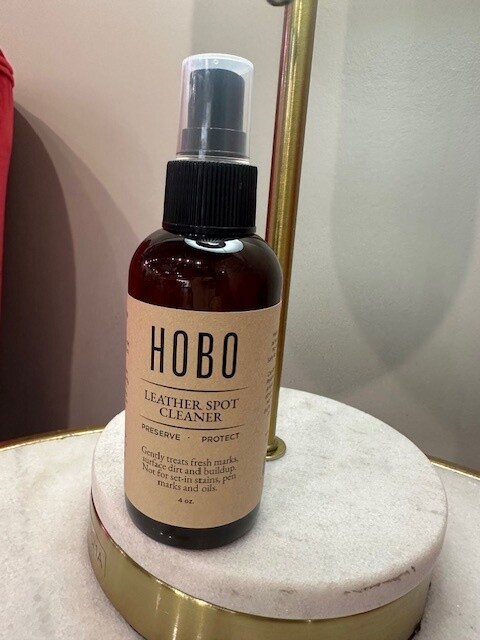 HOBO
LEATHER SPOT
CLEANER
PRESERVE · PROTECT
Gently treats fresh marks,
surface dirt and buildup.
Not for set-in stains, pen
marks and oils.
4 oz.